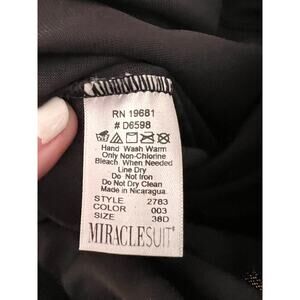 RN 19681
# D6598
Hand Wash Warm
Only Non-Chlorine
Bleach When Needed
Line Dry
Do Not Iron
Do Not Dry Clean
Made in Nicaragua
STYLE 2783
COLOR 003
SIZE 38D
MIRACLESUIT®